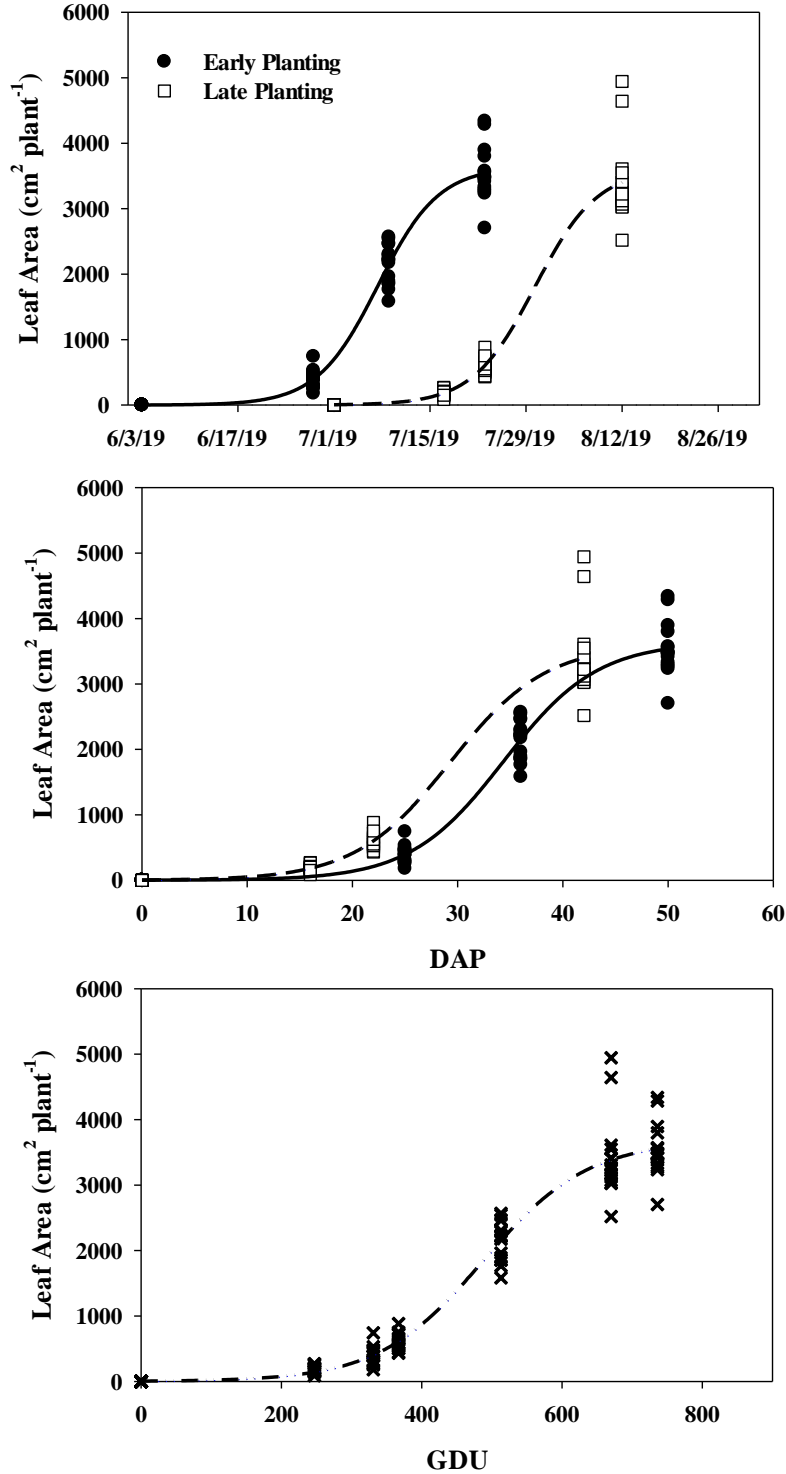 6000
5000
4000
3000
2000
1000
0
Leaf Area (cm² plant⁻¹)
Early Planting
Late Planting
6/3/19 6/17/19 7/1/19 7/15/19 7/29/19 8/12/19 8/26/19
6000
5000
4000
3000
2000
1000
0
Leaf Area (cm² plant⁻¹)
0 10 20 30 40 50 60
DAP
6000
5000
4000
3000
2000
1000
0
Leaf Area (cm² plant⁻¹)
0 200 400 600 800
GDU